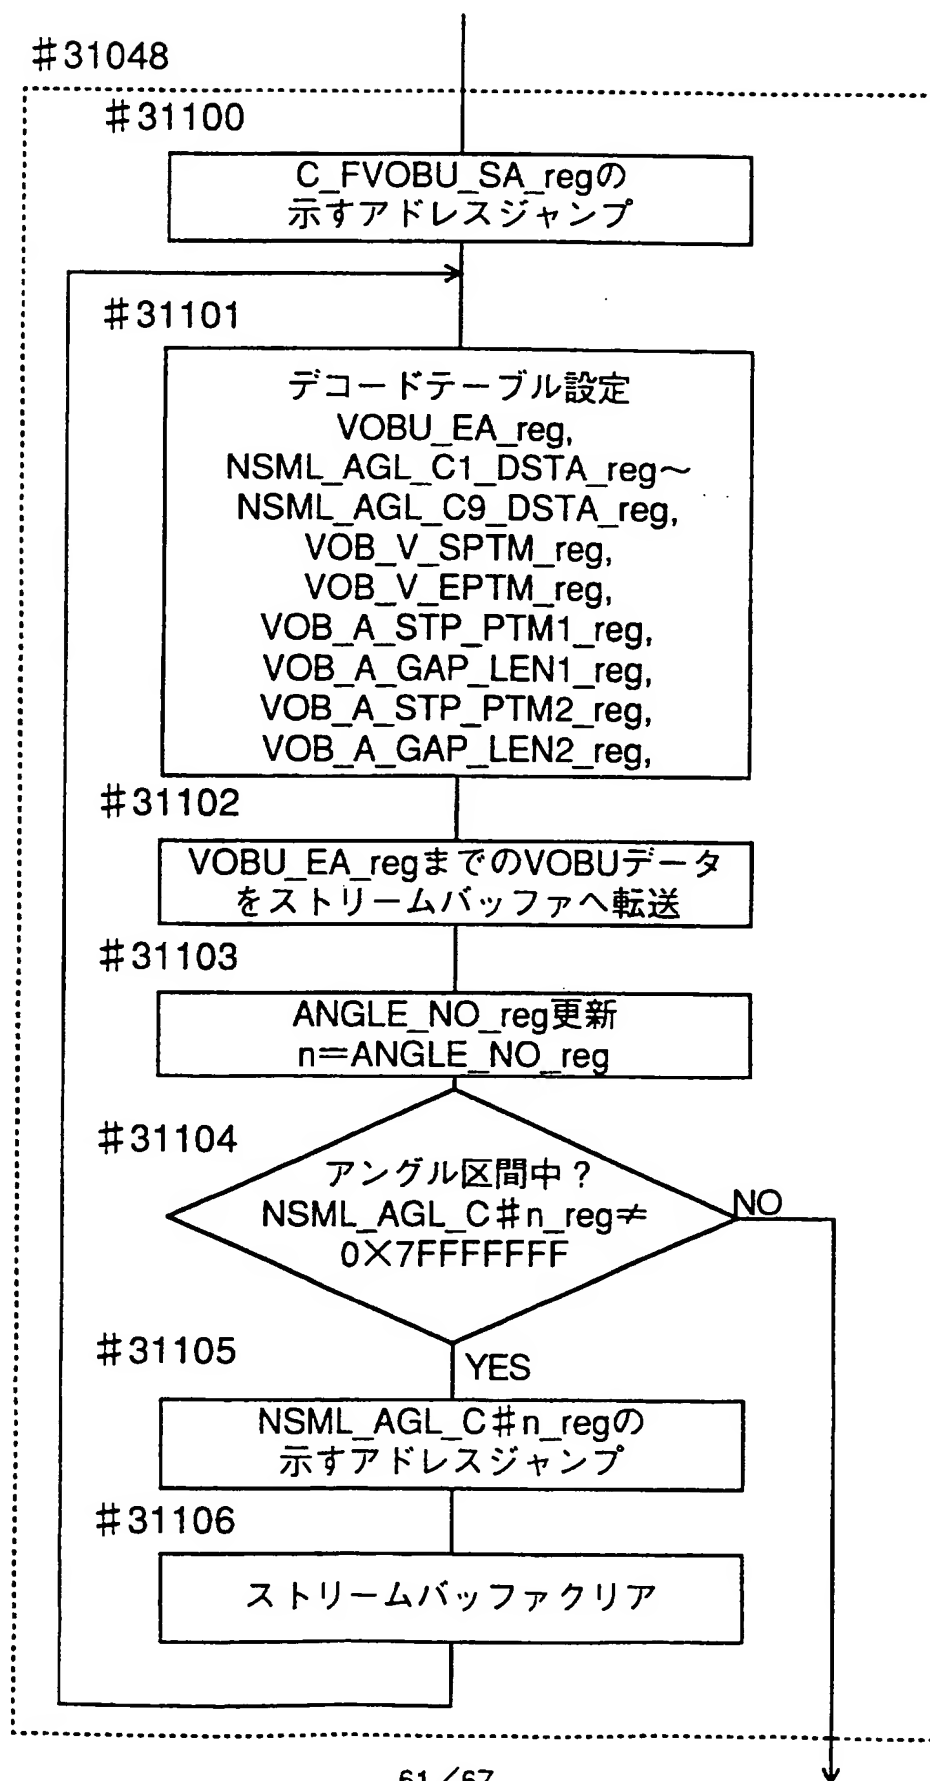 #31048
#31100
C_FVOBU_SA_regの
示すアドレスジャンプ
#31101
デコードテーブル設定
VOBU_EA_reg,
NSML_AGL_C1_DSTA_reg～
NSML_AGL_C9_DSTA_reg,
VOB_V_SPTM_reg,
VOB_V_EPTM_reg,
VOB_A_STP_PTM1_reg,
VOB_A_GAP_LEN1_reg,
VOB_A_STP_PTM2_reg,
VOB_A_GAP_LEN2_reg,
#31102
VOBU_EA_regまでのVOBUデータ
をストリームバッファへ転送
#31103
ANGLE_NO_reg更新
n=ANGLE_NO_reg
#31104
アングル区間中？
NSML_AGL_C#n_reg≠
0×7FFFFFFF
NO
YES
#31105
NSML_AGL_C#n_regの
示すアドレスジャンプ
#31106
ストリームバッファクリア
61/67